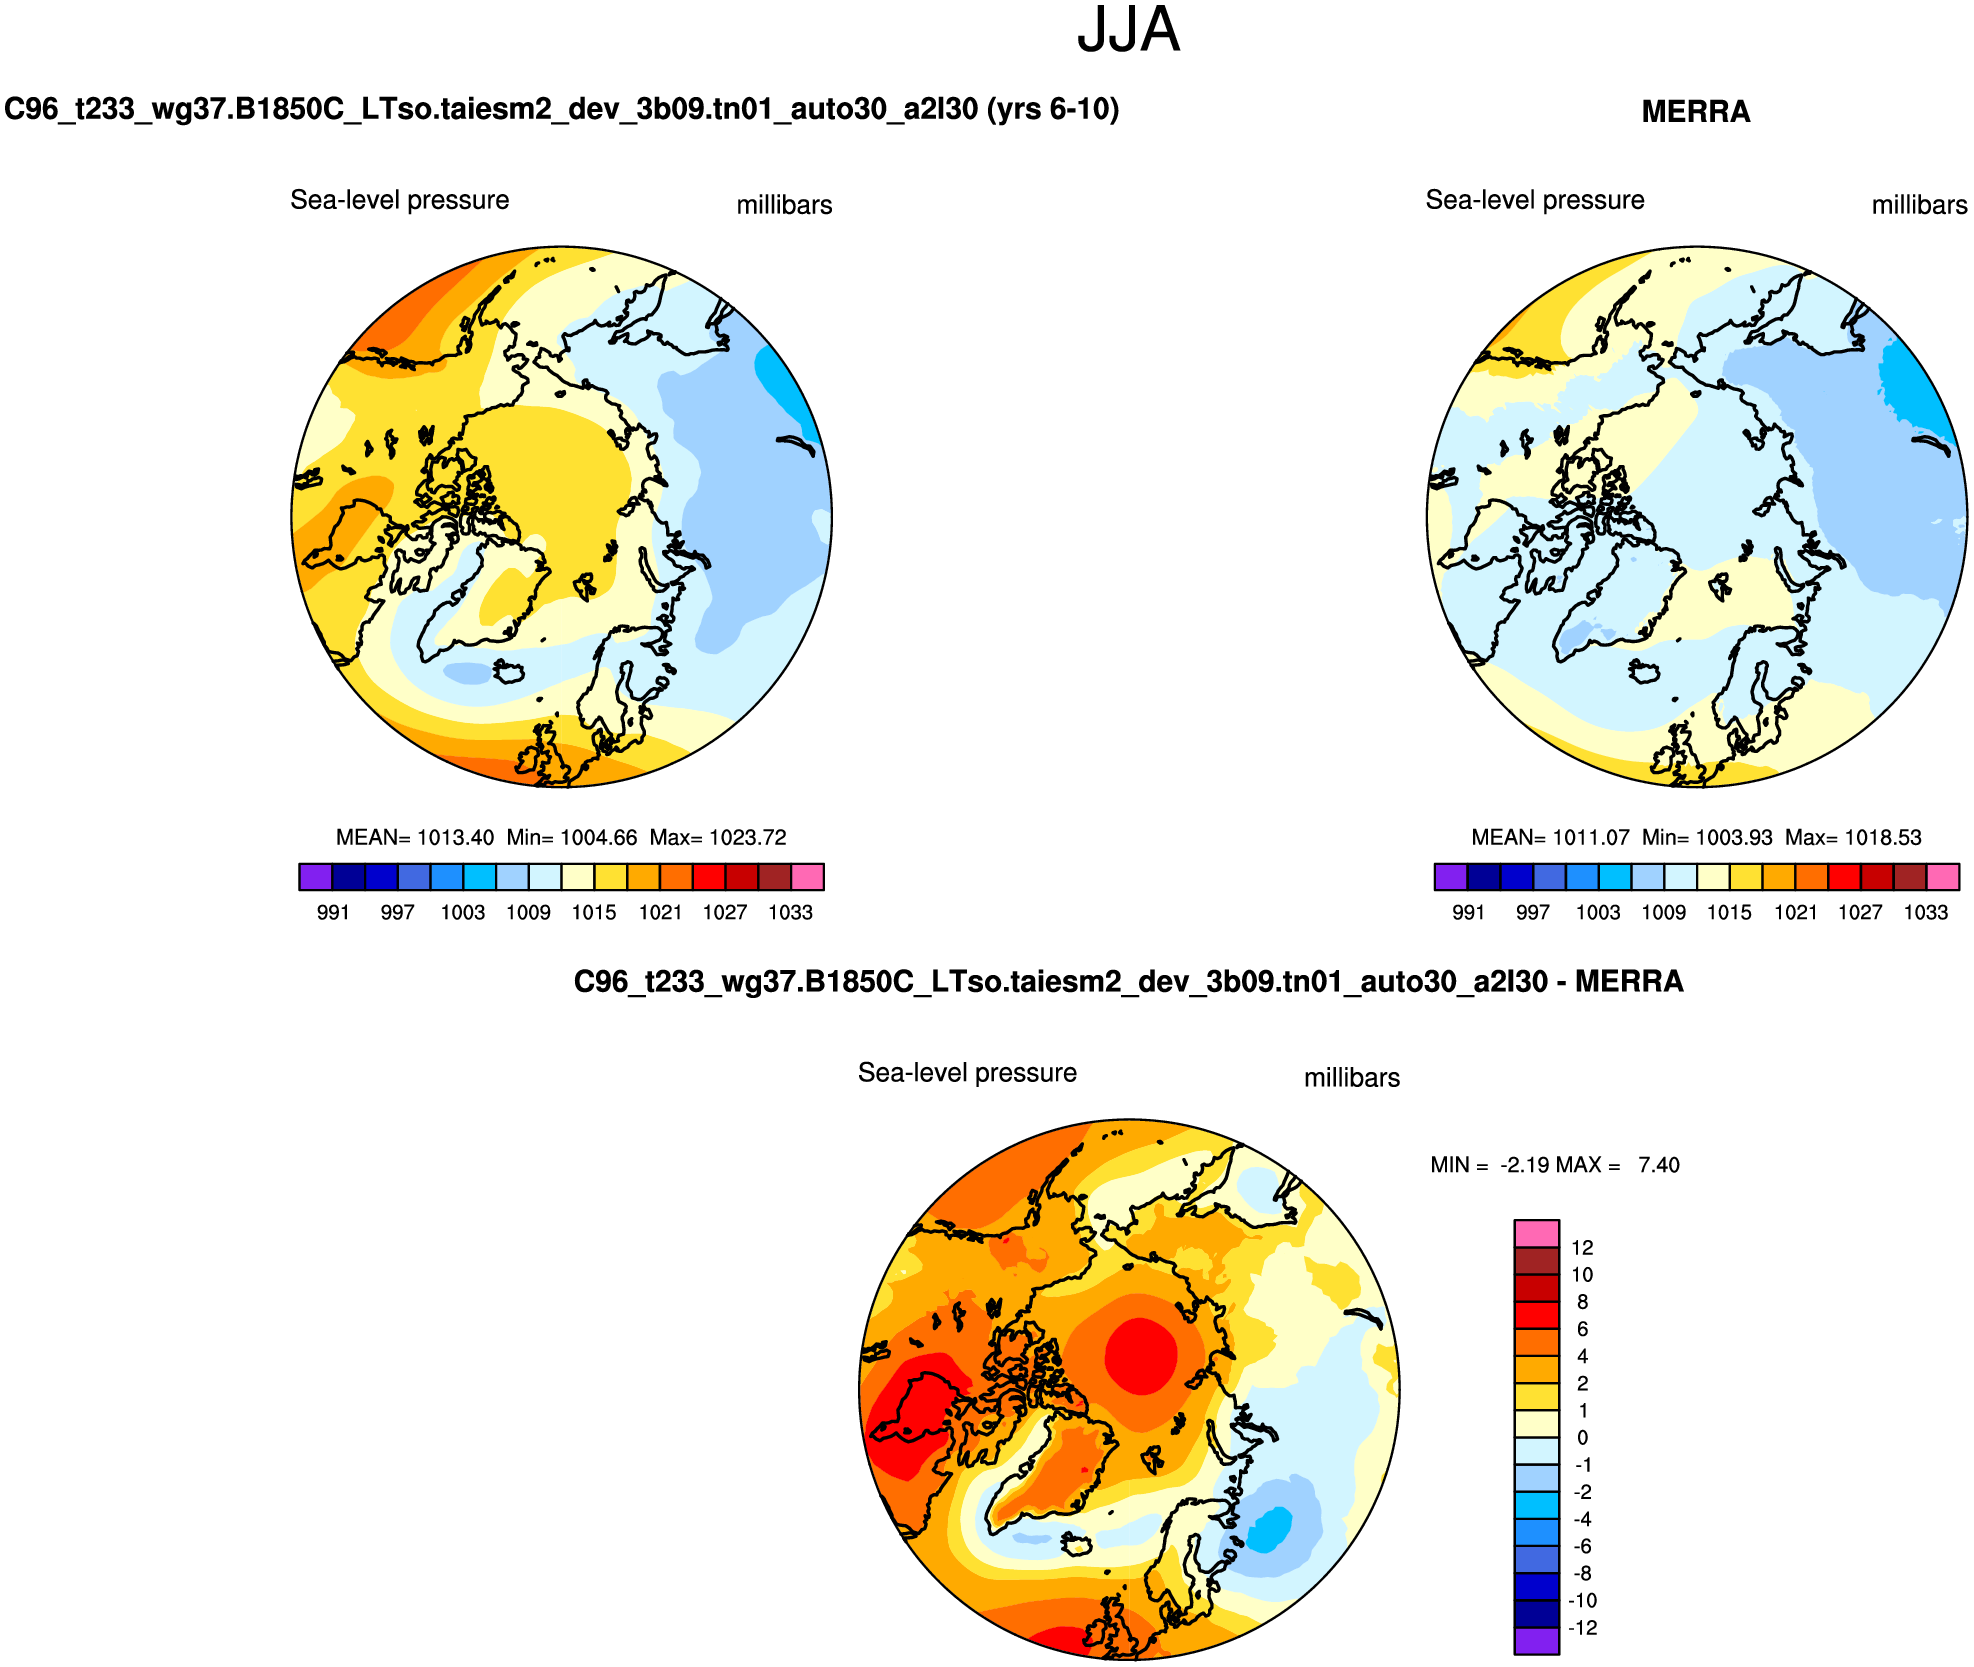 JJA
C96_t233_wg37.B1850C_LTso.taiesm2_dev_3b09.tn01_auto30_a2l30 (yrs 6-10)
MERRA
Sea-level pressure millibars
Sea-level pressure millibars
MEAN= 1013.40 Min= 1004.66 Max= 1023.72
MEAN= 1011.07 Min= 1003.93 Max= 1018.53
991 997 1003 1009 1015 1021 1027 1033
991 997 1003 1009 1015 1021 1027 1033
C96_t233_wg37.B1850C_LTso.taiesm2_dev_3b09.tn01_auto30_a2l30 - MERRA
Sea-level pressure millibars
MIN = -2.19 MAX = 7.40
12
10
8
6
4
2
1
0
-1
-2
-4
-6
-8
-10
-12